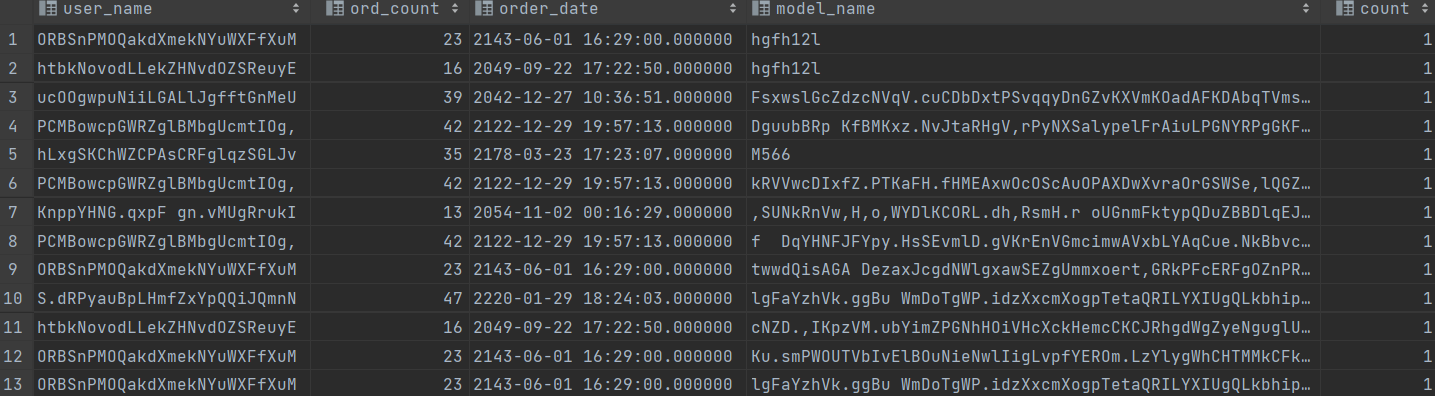 user_name ord_count order_date model_name count
1 ORBSnPMOQakdXmekNYuWXFfXuM 23 2143-06-01 16:29:00.000000 hgfh12l 1
2 htbkNovodLLekZHNvdOZSReuyE 16 2049-09-22 17:22:50.000000 hgfh12l 1
3 ucOOgwpuNiiLGALlJgfftGnMeU 39 2042-12-27 10:36:51.000000 FsxwslGcZdzcNVqV.cuCDbDxtPSvqqyDnGZvKXVmKOadAFKDAbqTVms… 1
4 PCMBowcpGWRZglBMbgUcmtIOg, 42 2122-12-29 19:57:13.000000 DguubBRp KfBMKxz.NvJtaRHgV,rPyNXSalypelFrAiuLPGNYRPgGKF… 1
5 hLxgSKChWZCPAsCRFglqzSGLJv 35 2178-03-23 17:23:07.000000 M566 1
6 PCMBowcpGWRZglBMbgUcmtIOg, 42 2122-12-29 19:57:13.000000 kRVVwcDIxfZ.PTKaFH.fHMEAxwOcOScAuOPAXDwXvraOrGSWSe,lQGZ… 1
7 KnppYHNG.qxpF gn.vMUgRrukI 13 2054-11-02 00:16:29.000000 ,SUNkRnVw,H,o,WYDlKCORL.dh,RsmH.r oUGnmFktypQDuZBBDlqEJ… 1
8 PCMBowcpGWRZglBMbgUcmtIOg, 42 2122-12-29 19:57:13.000000 f  DqYHNFJFYpy.HsSEvmlD.gVKrEnVGmcimwAVxbLYAqCue.NkBbvc… 1
9 ORBSnPMOQakdXmekNYuWXFfXuM 23 2143-06-01 16:29:00.000000 twwdQisAGA DezaxJcgdNWlgxawSEZgUmmxoert,GRkPFcERFgOZnPR… 1
10 S.dRPyauBpLHmfZxYpQQiJQmnN 47 2220-01-29 18:24:03.000000 lgFaYzhVk.ggBu WmDoTgWP.idzXxcmXogpTetaQRILYXIUgQLkbhip… 1
11 htbkNovodLLekZHNvdOZSReuyE 16 2049-09-22 17:22:50.000000 cNZD.,IKpzVM.ubYimZPGNhHOiVHcXckHemcCKCJRhgdWgZyeNguglU… 1
12 ORBSnPMOQakdXmekNYuWXFfXuM 23 2143-06-01 16:29:00.000000 Ku.smPWOUTVbIvElBOuNieNwlIigLvpfYEROm.LzYlygWhCHTMMkCFk… 1
13 ORBSnPMOQakdXmekNYuWXFfXuM 23 2143-06-01 16:29:00.000000 lgFaYzhVk.ggBu WmDoTgWP.idzXxcmXogpTetaQRILYXIUgQLkbhip… 1